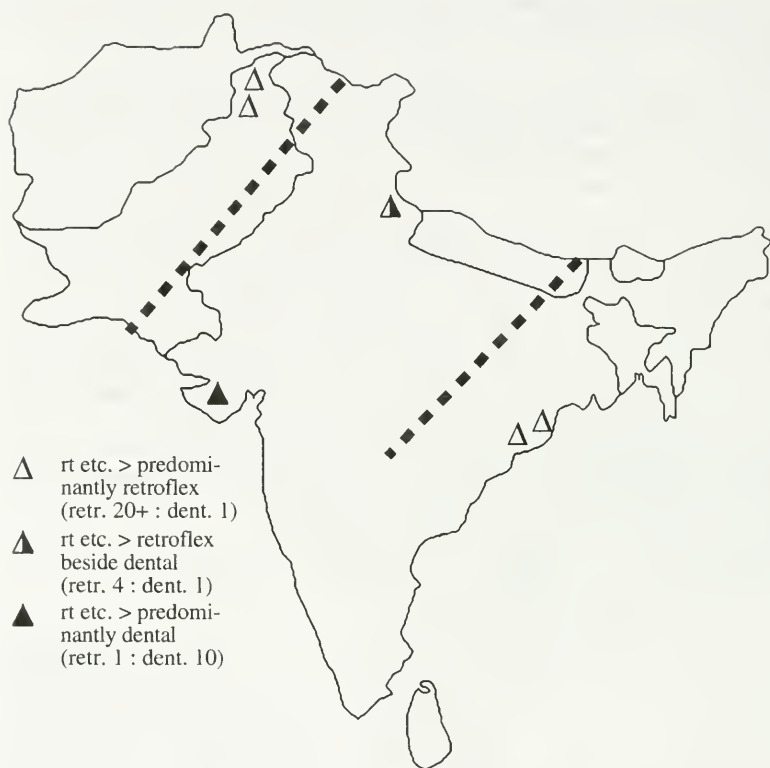 rt etc. > predomi-
nantly retroflex
(retr. 20+ : dent. 1)
rt etc. > retroflex
beside dental
(retr. 4 : dent. 1)
rt etc. > predomi-
nantly dental
(retr. 1 : dent. 10)